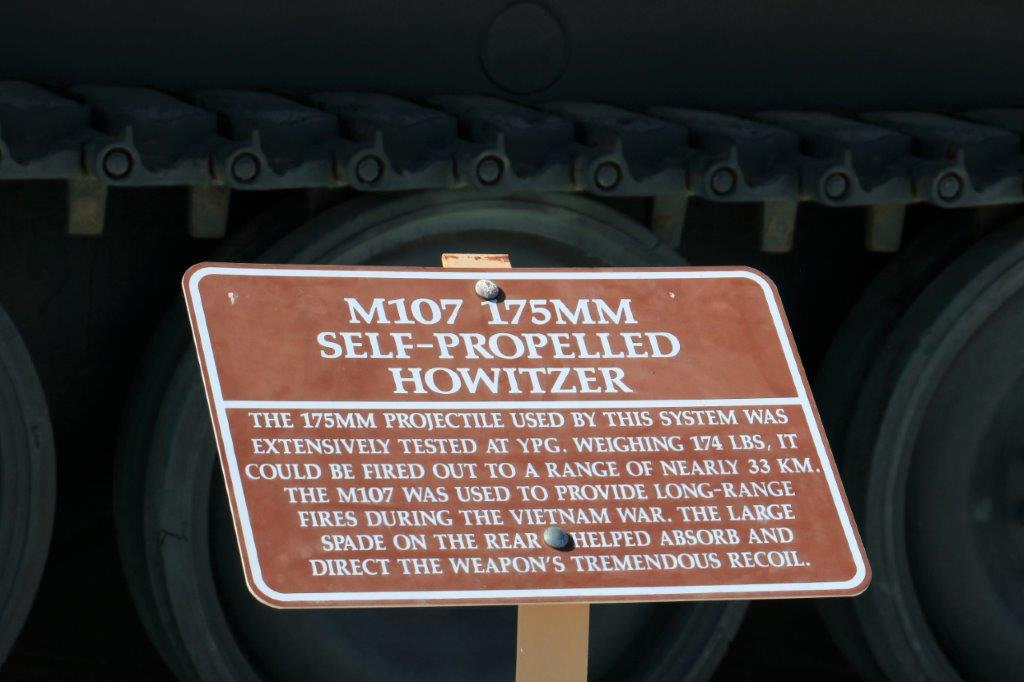 M107 175MM
SELF-PROPELLED
HOWITZER
THE 175MM PROJECTILE USED BY THIS SYSTEM WAS
EXTENSIVELY TESTED AT YPG. WEIGHING 174 LBS, IT
COULD BE FIRED OUT TO A RANGE OF NEARLY 33 KM.
THE M107 WAS USED TO PROVIDE LONG-RANGE
FIRES DURING THE VIETNAM WAR. THE LARGE
SPADE ON THE REAR HELPED ABSORB AND
DIRECT THE WEAPON'S TREMENDOUS RECOIL.